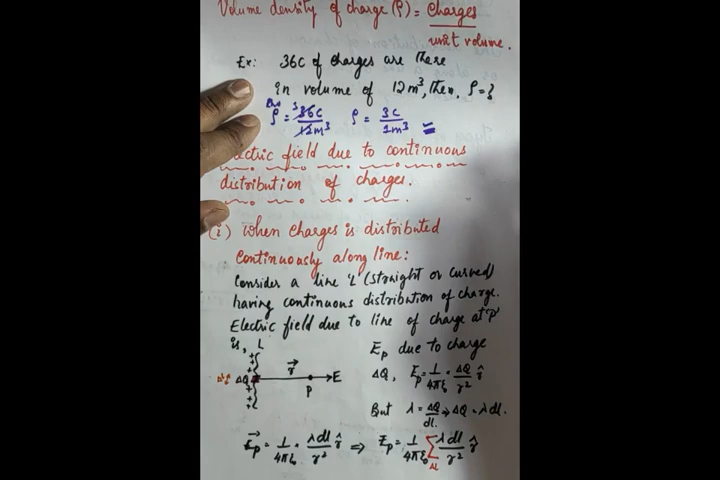 Volume density of charge (ρ) = Charges / unit volume.
Ex: 36C of charges are there
in volume of 12m³, then, ρ=?
ρ = 36C/12m³ ρ = 3C/1m³
electric field due to continuous
distribution of charges.
(i) When charges is distributed
continuously along line:
Consider a line 'L' (straight or curved)
having continuous distribution of charge.
Electric field due to line of charge at 'P'
is, L
Ep due to charge
ΔQ, Ep = 1/4πε₀ · ΔQ/r² r̂
But λ = ΔQ/dl ⇒ ΔQ = λdl.
ΔQ r⃗ E
P
E⃗p = 1/4πε₀ · λdl/r² r̂ ⇒ Ep = 1/4πε₀ Σ λdl/r² r̂
ΔL